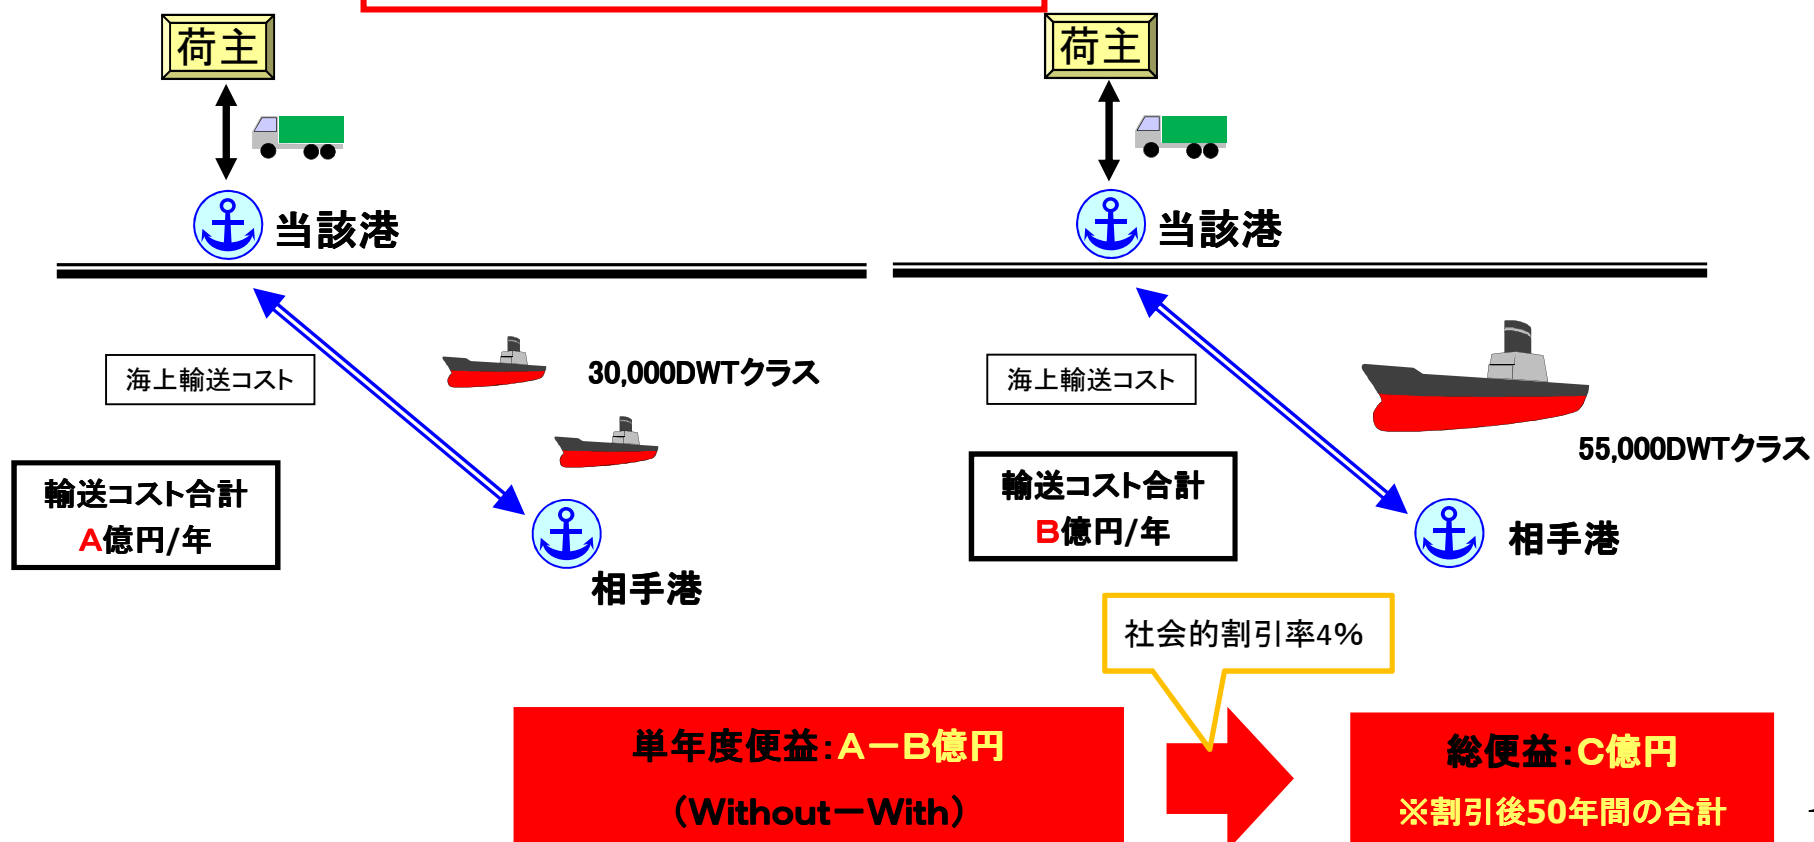 荷主
当該港
海上輸送コスト
30,000DWTクラス
輸送コスト合計
A億円/年
相手港
荷主
当該港
海上輸送コスト
55,000DWTクラス
輸送コスト合計
B億円/年
相手港
社会的割引率4%
単年度便益:A-B億円
(Without-With)
総便益:C億円
※割引後50年間の合計